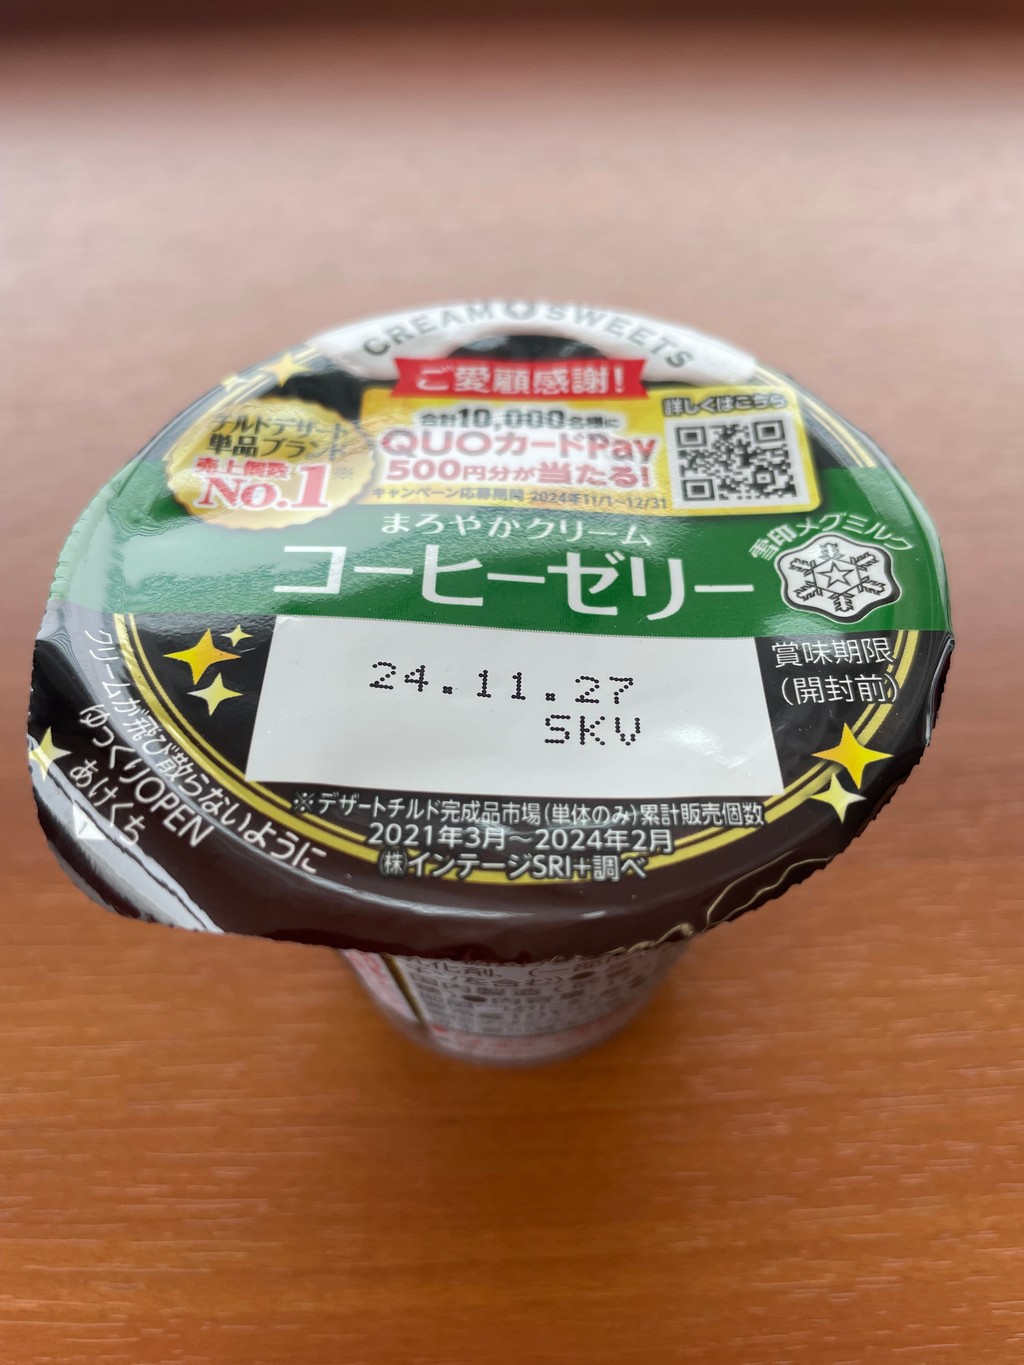 CREAM SWEETS
ご愛顧感謝!
チルドデザート
単品ブランド
売上個数
No.1※
合計10,000名様に
QUOカードPay
500円分が当たる!
キャンペーン応募期間 2024年11/1~12/31
詳しくはこちら
まろやかクリーム
コーヒーゼリー
雪印メグミルク
24.11.27
SKV
賞味期限
(開封前)
クリームが飛び散らないように
ゆっくりOPEN
あけくち
※デザートチルド完成品市場(単体のみ)累計販売個数
2021年3月~2024年2月
㈱インテージSRI+調べ